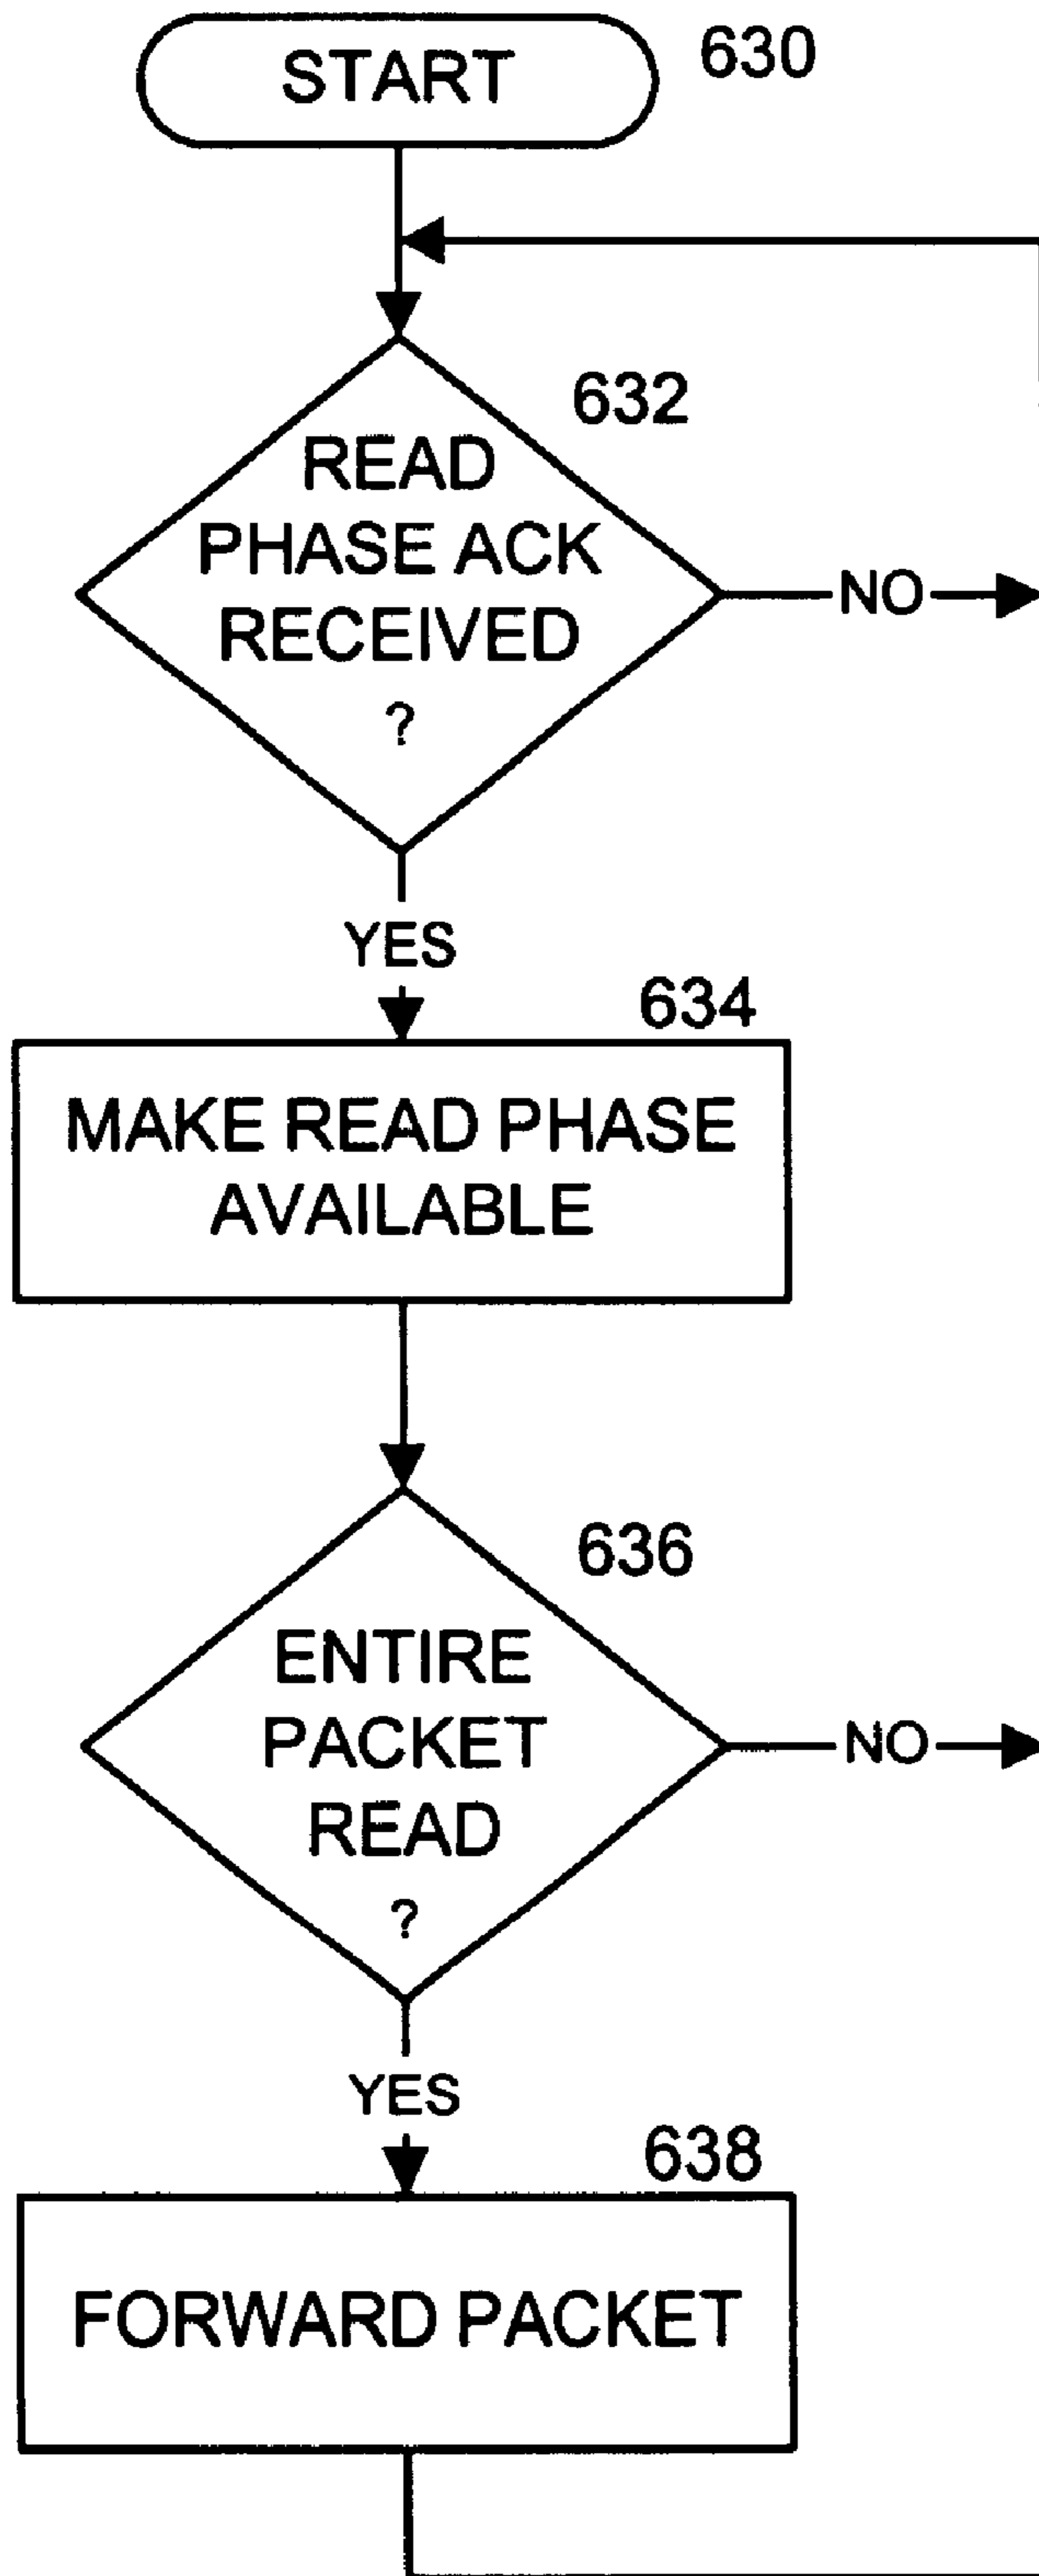 START
630
632
READ
PHASE ACK
RECEIVED
?
NO
YES
634
MAKE READ PHASE
AVAILABLE
636
ENTIRE
PACKET
READ
?
NO
YES
638
FORWARD PACKET